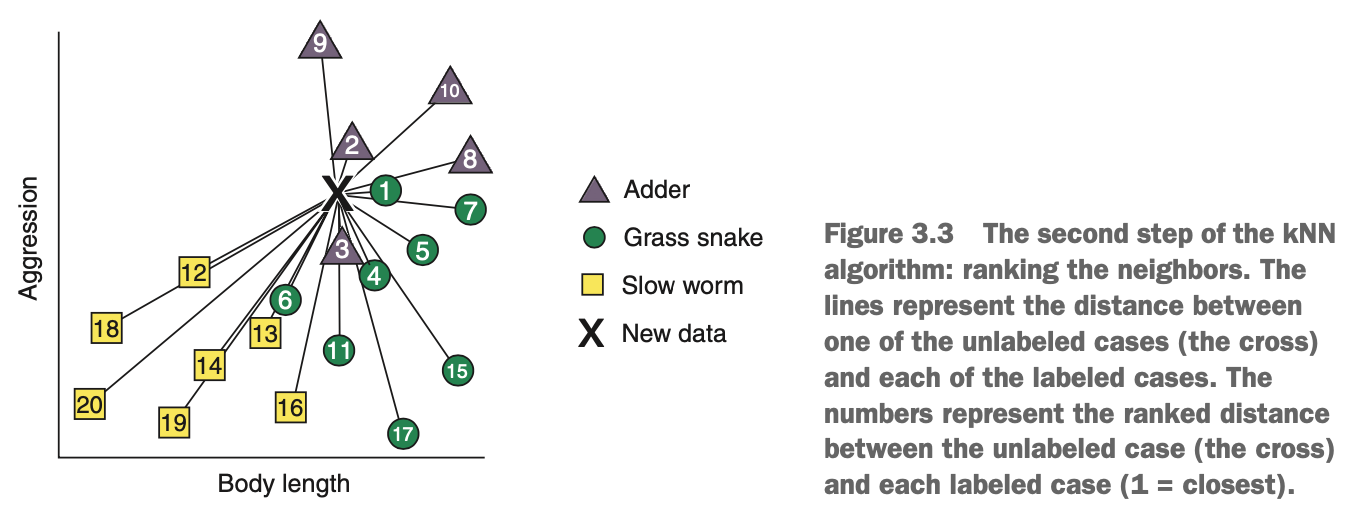 9
10
2
8
Aggression
X
1
7
3
5
4
12
6
18
13
11
14
15
20
16
19
17
Body length
Adder
Grass snake
Slow worm
X New data
Figure 3.3 The second step of the kNN
algorithm: ranking the neighbors. The
lines represent the distance between
one of the unlabeled cases (the cross)
and each of the labeled cases. The
numbers represent the ranked distance
between the unlabeled case (the cross)
and each labeled case (1 = closest).